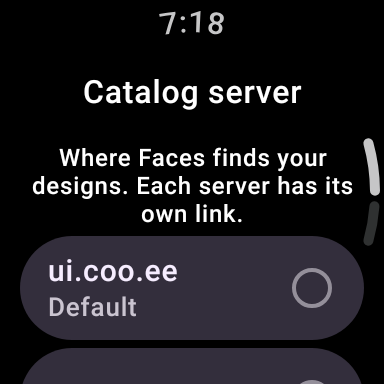 7:18
Catalog server
Where Faces finds your
designs. Each server has its
own link.
ui.coo.ee
Default